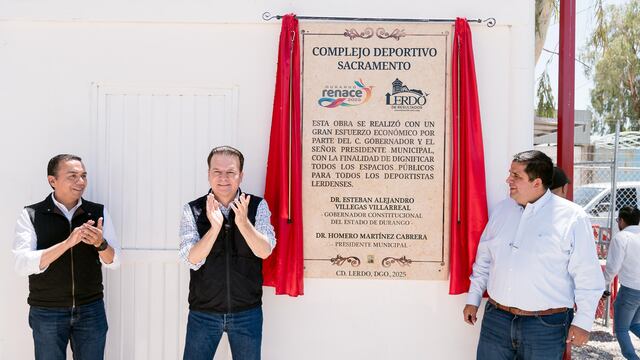 COMPLEJO DEPORTIVO
SACRAMENTO
DURANGO
renace
2025
LERDO
DE RESULTADOS
ESTA OBRA SE REALIZÓ CON UN
GRAN ESFUERZO ECONÓMICO POR
PARTE DEL C. GOBERNADOR Y EL
SEÑOR PRESIDENTE MUNICIPAL,
CON LA FINALIDAD DE DIGNIFICAR
TODOS LOS ESPACIOS PÚBLICOS
PARA TODOS LOS DEPORTISTAS
LERDENSES.
DR. ESTEBAN ALEJANDRO
VILLEGAS VILLARREAL
GOBERNADOR CONSTITUCIONAL
DEL ESTADO DE DURANGO
DR. HOMERO MARTÍNEZ CABRERA
PRESIDENTE MUNICIPAL
CD. LERDO, DGO., 2025